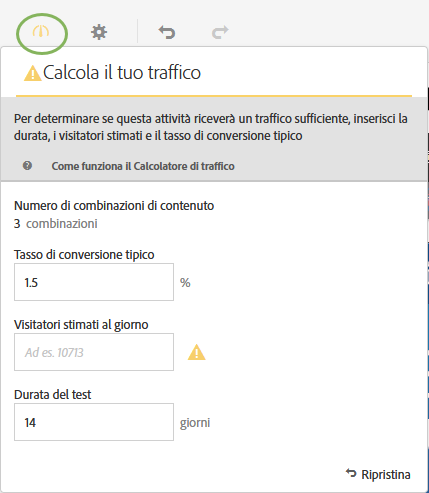 Calcola il tuo traffico
Per determinare se questa attività riceverà un traffico sufficiente, inserisci la
durata, i visitatori stimati e il tasso di conversione tipico
Come funziona il Calcolatore di traffico
Numero di combinazioni di contenuto
3 combinazioni
Tasso di conversione tipico
1.5 %
Visitatori stimati al giorno
Ad es. 10713
Durata del test
14 giorni
Ripristina